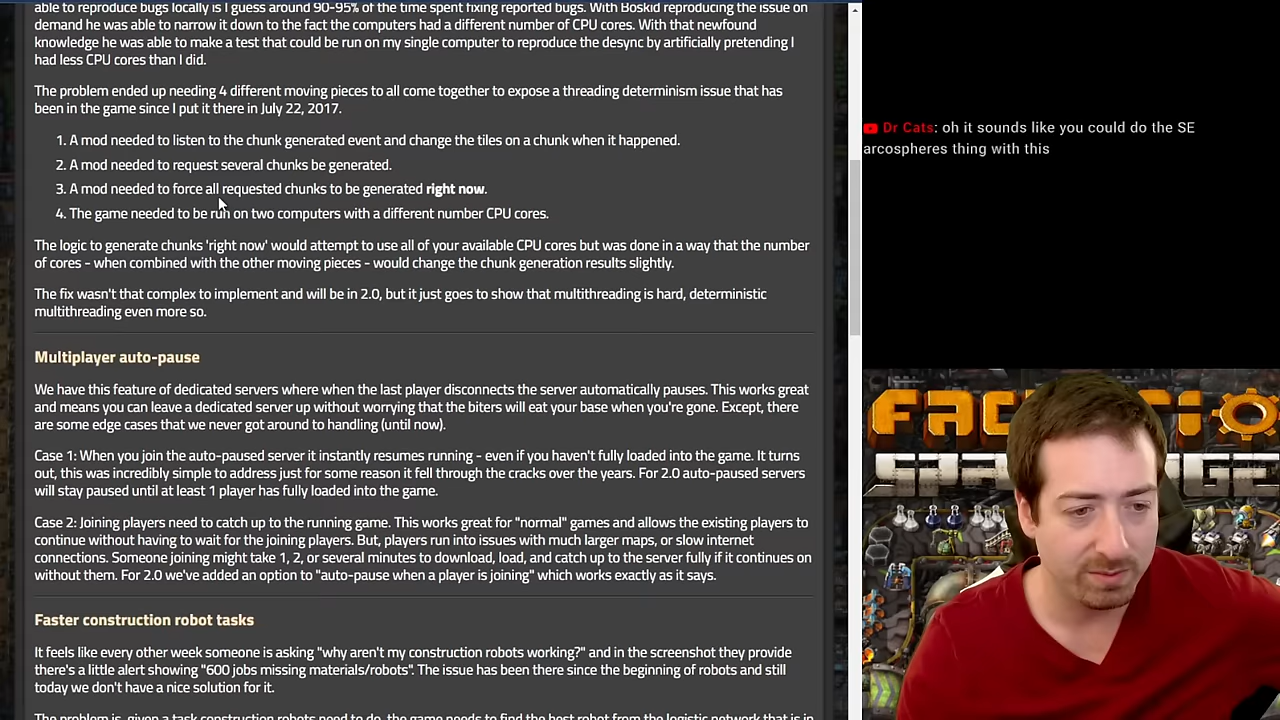 able to reproduce bugs locally is I guess around 90-95% of the time spent fixing reported bugs. With Boskid reproducing the issue on
demand he was able to narrow it down to the fact the computers had a different number of CPU cores. With that newfound
knowledge he was able to make a test that could be run on my single computer to reproduce the desync by artificially pretending I
had less CPU cores than I did.
The problem ended up needing 4 different moving pieces to all come together to expose a threading determinism issue that has
been in the game since I put it there in July 22, 2017.
1. A mod needed to listen to the chunk generated event and change the tiles on a chunk when it happened.
2. A mod needed to request several chunks be generated.
3. A mod needed to force all requested chunks to be generated right now.
4. The game needed to be run on two computers with a different number CPU cores.
The logic to generate chunks 'right now' would attempt to use all of your available CPU cores but was done in a way that the number
of cores - when combined with the other moving pieces - would change the chunk generation results slightly.
The fix wasn't that complex to implement and will be in 2.0, but it just goes to show that multithreading is hard, deterministic
multithreading even more so.
Multiplayer auto-pause
We have this feature of dedicated servers where when the last player disconnects the server automatically pauses. This works great
and means you can leave a dedicated server up without worrying that the biters will eat your base when you're gone. Except, there
are some edge cases that we never got around to handling (until now).
Case 1: When you join the auto-paused server it instantly resumes running - even if you haven't fully loaded into the game. It turns
out, this was incredibly simple to address just for some reason it fell through the cracks over the years. For 2.0 auto-paused servers
will stay paused until at least 1 player has fully loaded into the game.
Case 2: Joining players need to catch up to the running game. This works great for "normal" games and allows the existing players to
continue without having to wait for the joining players. But, players run into issues with much larger maps, or slow internet
connections. Someone joining might take 1, 2, or several minutes to download, load, and catch up to the server fully if it continues on
without them. For 2.0 we've added an option to "auto-pause when a player is joining" which works exactly as it says.
Faster construction robot tasks
It feels like every other week someone is asking "why aren't my construction robots working?" and in the screenshot they provide
there's a little alert showing "600 jobs missing materials/robots". The issue has been there since the beginning of robots and still
today we don't have a nice solution for it.
The problem is, given a task construction robots need to do, the game needs to find the best robot from the logistic network that is in
Dr Cats: oh it sounds like you could do the SE
arcospheres thing with this